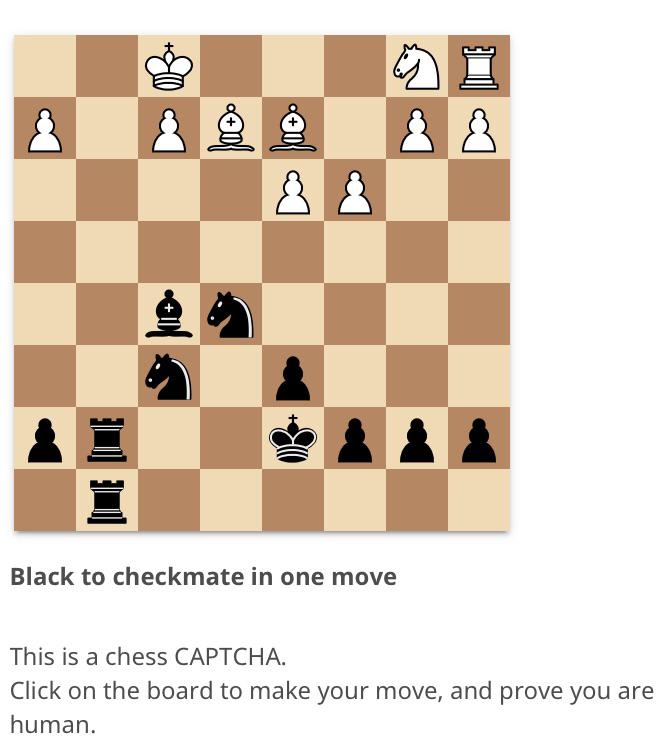 Black to checkmate in one move
This is a chess CAPTCHA.
Click on the board to make your move, and prove you are
human.